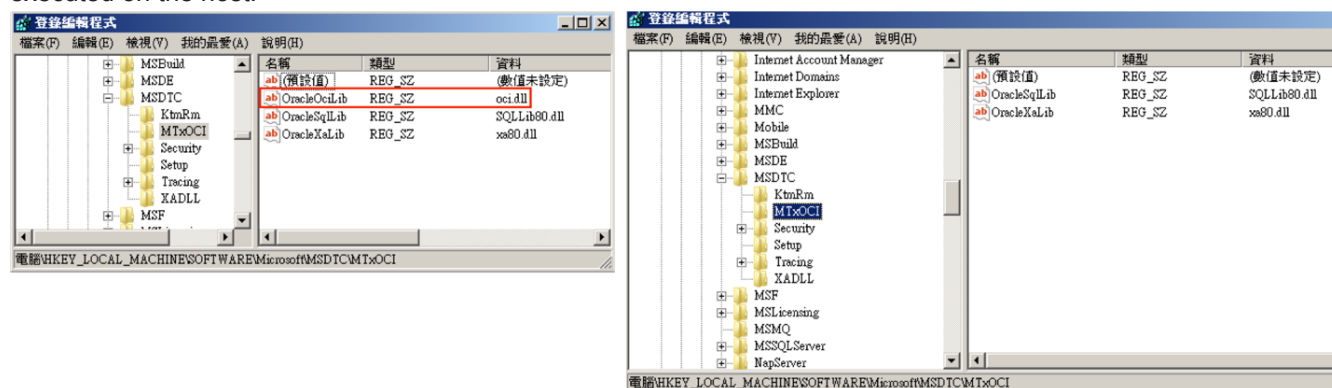 登錄編輯程式
檔案(F) 編輯(E) 檢視(V) 我的最愛(A) 說明(H)
MSBuild
MSDE
MSDTC
KtmRm
MTxOCI
Security
Setup
Tracing
XADLL
MSF
名稱 類型 資料
(預設值) REG_SZ (數值未設定)
OracleOciLib REG_SZ oci.dll
OracleSqlLib REG_SZ SQLLib80.dll
OracleXaLib REG_SZ xa80.dll
電腦\HKEY_LOCAL_MACHINE\SOFTWARE\Microsoft\MSDTC\MTxOCI
登錄編輯程式
檔案(F) 編輯(E) 檢視(V) 我的最愛(A) 說明(H)
Internet Account Manager
Internet Domains
Internet Explorer
MMC
Mobile
MSBuild
MSDE
MSDTC
KtmRm
MTxOCI
Security
Setup
Tracing
XADLL
MSF
MSLicensing
MSMQ
MSSQLServer
NapServer
名稱 類型 資料
(預設值) REG_SZ (數值未設定)
OracleSqlLib REG_SZ SQLLib80.dll
OracleXaLib REG_SZ xa80.dll
電腦\HKEY_LOCAL_MACHINE\SOFTWARE\Microsoft\MSDTC\MTxOCI